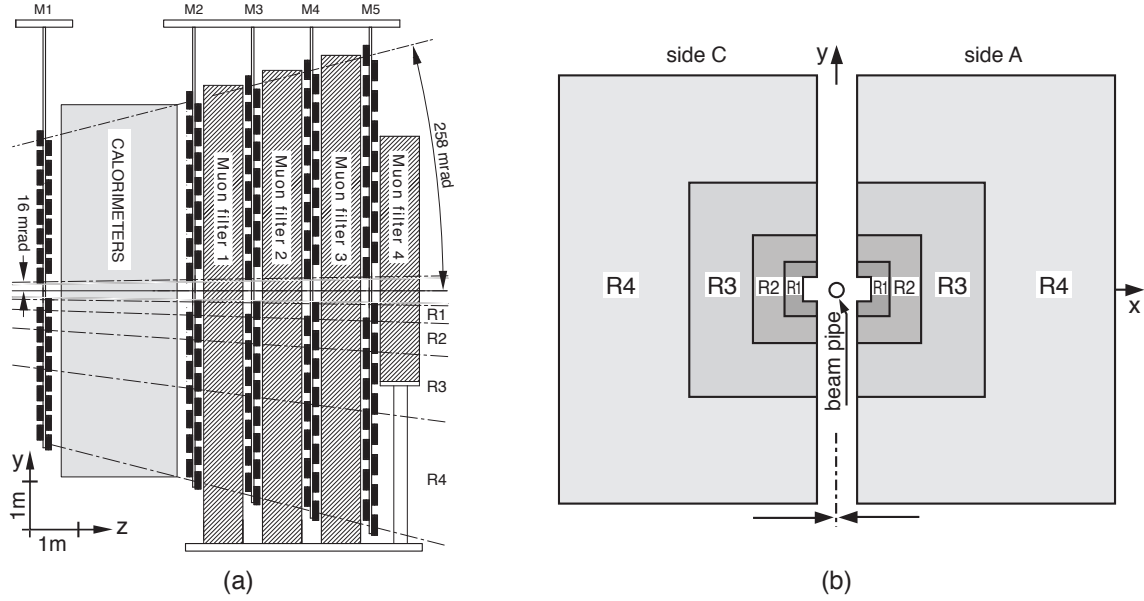 M1
M2
M3
M4
M5
16 mrad
CALORIMETERS
Muon filter 1
Muon filter 2
Muon filter 3
Muon filter 4
258 mrad
R1
R2
R3
R4
y
1m
z
1m
(a)
side C
y
side A
R4
R3
R2
R1
R1
R2
R3
R4
x
beam pipe
(b)